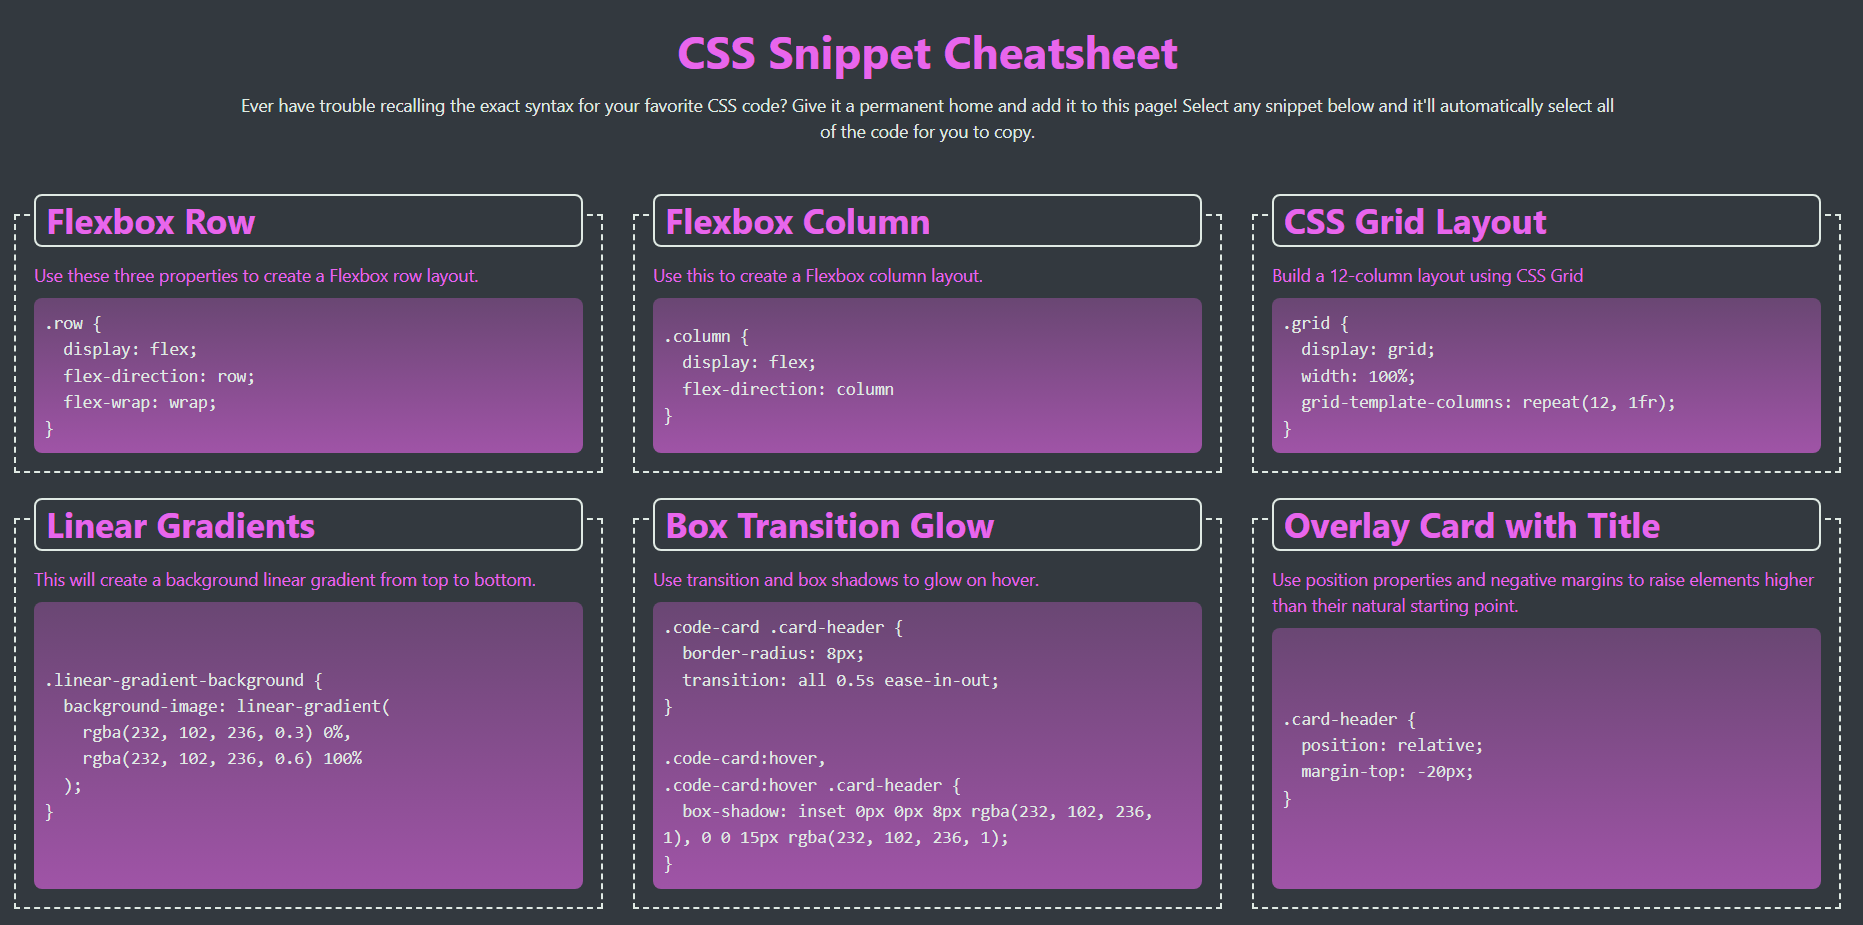 CSS Snippet Cheatsheet
Ever have trouble recalling the exact syntax for your favorite CSS code? Give it a permanent home and add it to this page! Select any snippet below and it'll automatically select all
of the code for you to copy.
Flexbox Row
Use these three properties to create a Flexbox row layout.
.row {
  display: flex;
  flex-direction: row;
  flex-wrap: wrap;
}
Flexbox Column
Use this to create a Flexbox column layout.
.column {
  display: flex;
  flex-direction: column
}
CSS Grid Layout
Build a 12-column layout using CSS Grid
.grid {
  display: grid;
  width: 100%;
  grid-template-columns: repeat(12, 1fr);
}
Linear Gradients
This will create a background linear gradient from top to bottom.
.linear-gradient-background {
  background-image: linear-gradient(
    rgba(232, 102, 236, 0.3) 0%,
    rgba(232, 102, 236, 0.6) 100%
  );
}
Box Transition Glow
Use transition and box shadows to glow on hover.
.code-card .card-header {
  border-radius: 8px;
  transition: all 0.5s ease-in-out;
}
.code-card:hover,
.code-card:hover .card-header {
  box-shadow: inset 0px 0px 8px rgba(232, 102, 236,
1), 0 0 15px rgba(232, 102, 236, 1);
}
Overlay Card with Title
Use position properties and negative margins to raise elements higher
than their natural starting point.
.card-header {
  position: relative;
  margin-top: -20px;
}